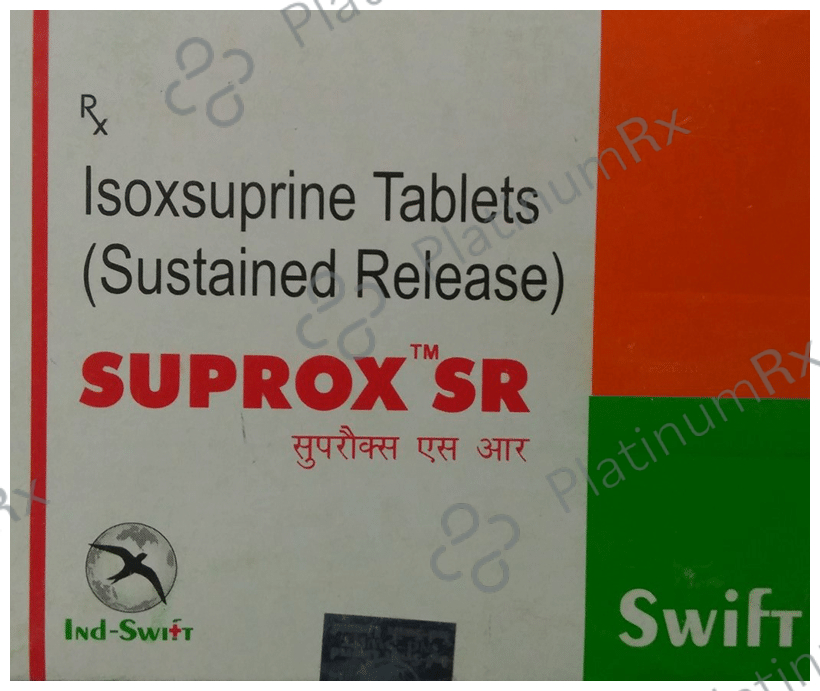 Rx
Isoxsuprine Tablets
(Sustained Release)
SUPROX™ SR
सुपरौक्स एस आर
IND-SWIFT
SWIFT
PlatinumRx
PlatinumRx
PlatinumRx